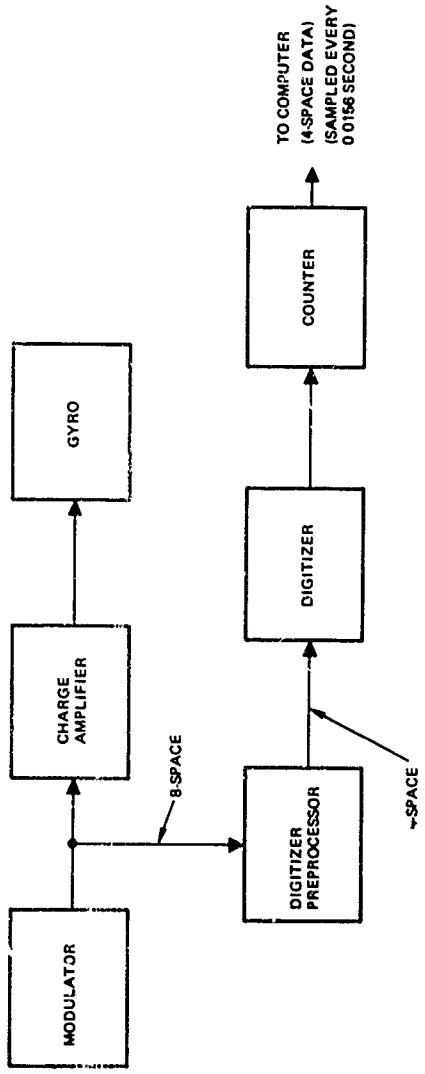 MODULATOR
CHARGE
AMPLIFIER
GYRO
8-SPACE
DIGITIZER
PREPROCESSOR
4-SPACE
DIGITIZER
COUNTER
TO COMPUTER
(4-SPACE DATA)
(SAMPLED EVERY
0 0156 SECOND)